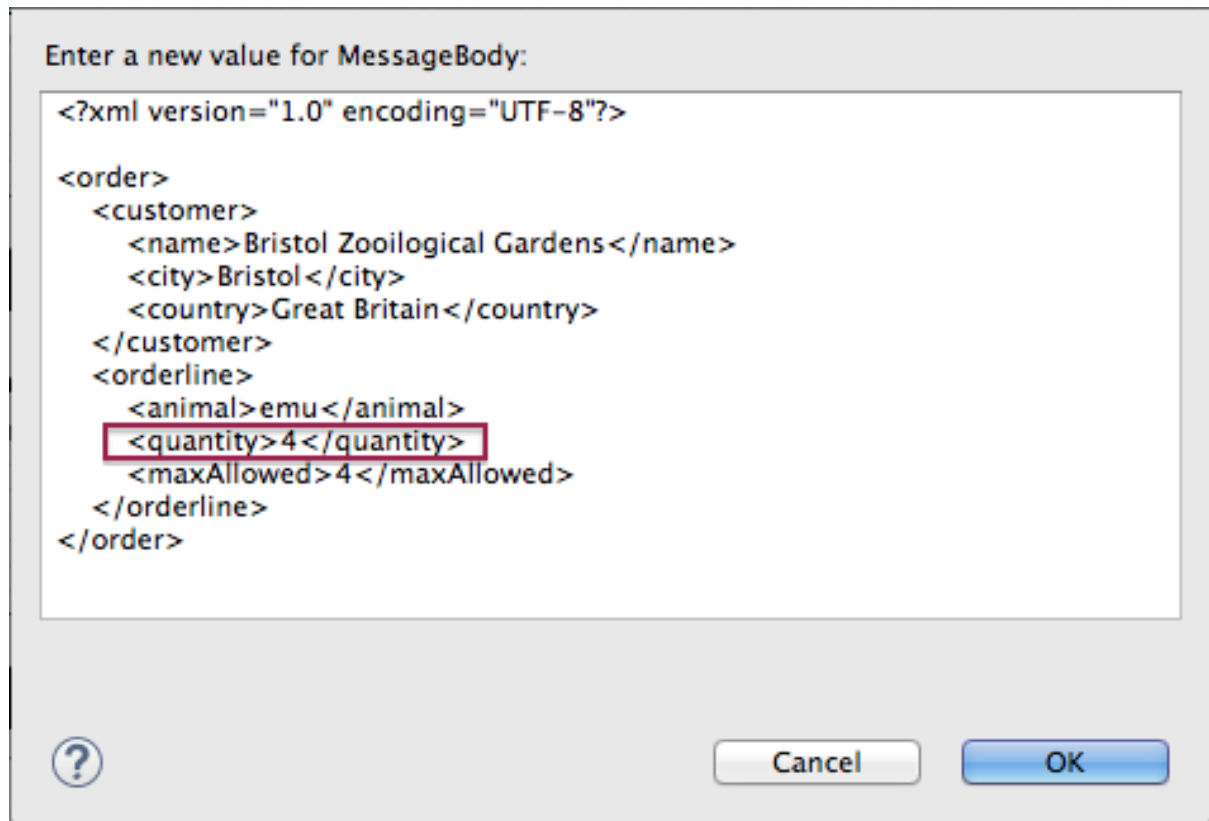 Enter a new value for MessageBody:
<?xml version="1.0" encoding="UTF-8"?>
<order>
<customer>
<name>Bristol Zooilogical Gardens</name>
<city>Bristol</city>
<country>Great Britain</country>
</customer>
<orderline>
<animal>emu</animal>
<quantity>4</quantity>
<maxAllowed>4</maxAllowed>
</orderline>
</order>
?
Cancel OK